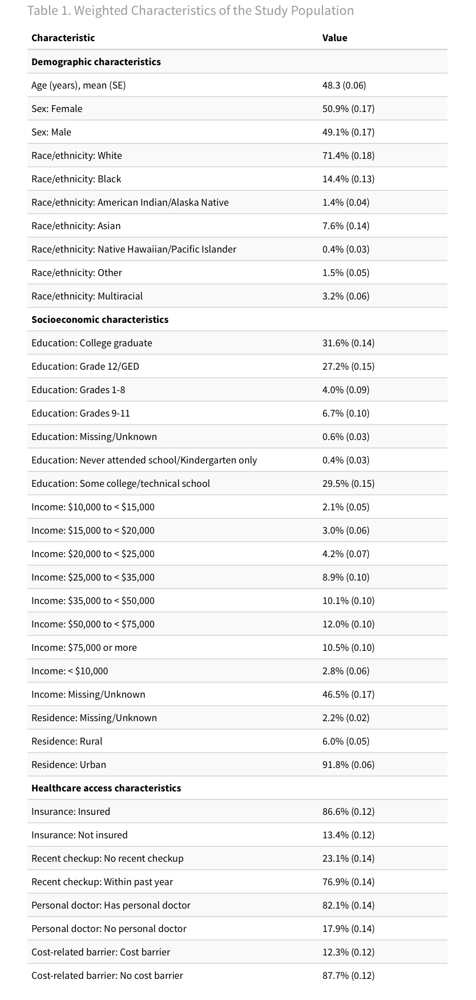 Table 1. Weighted Characteristics of the Study Population
Characteristic Value
Demographic characteristics
Age (years), mean (SE) 48.3 (0.06)
Sex: Female 50.9% (0.17)
Sex: Male 49.1% (0.17)
Race/ethnicity: White 71.4% (0.18)
Race/ethnicity: Black 14.4% (0.13)
Race/ethnicity: American Indian/Alaska Native 1.4% (0.04)
Race/ethnicity: Asian 7.6% (0.14)
Race/ethnicity: Native Hawaiian/Pacific Islander 0.4% (0.03)
Race/ethnicity: Other 1.5% (0.05)
Race/ethnicity: Multiracial 3.2% (0.06)
Socioeconomic characteristics
Education: College graduate 31.6% (0.14)
Education: Grade 12/GED 27.2% (0.15)
Education: Grades 1-8 4.0% (0.09)
Education: Grades 9-11 6.7% (0.10)
Education: Missing/Unknown 0.6% (0.03)
Education: Never attended school/Kindergarten only 0.4% (0.03)
Education: Some college/technical school 29.5% (0.15)
Income: $10,000 to < $15,000 2.1% (0.05)
Income: $15,000 to < $20,000 3.0% (0.06)
Income: $20,000 to < $25,000 4.2% (0.07)
Income: $25,000 to < $35,000 8.9% (0.10)
Income: $35,000 to < $50,000 10.1% (0.10)
Income: $50,000 to < $75,000 12.0% (0.10)
Income: $75,000 or more 10.5% (0.10)
Income: < $10,000 2.8% (0.06)
Income: Missing/Unknown 46.5% (0.17)
Residence: Missing/Unknown 2.2% (0.02)
Residence: Rural 6.0% (0.05)
Residence: Urban 91.8% (0.06)
Healthcare access characteristics
Insurance: Insured 86.6% (0.12)
Insurance: Not insured 13.4% (0.12)
Recent checkup: No recent checkup 23.1% (0.14)
Recent checkup: Within past year 76.9% (0.14)
Personal doctor: Has personal doctor 82.1% (0.14)
Personal doctor: No personal doctor 17.9% (0.14)
Cost-related barrier: Cost barrier 12.3% (0.12)
Cost-related barrier: No cost barrier 87.7% (0.12)